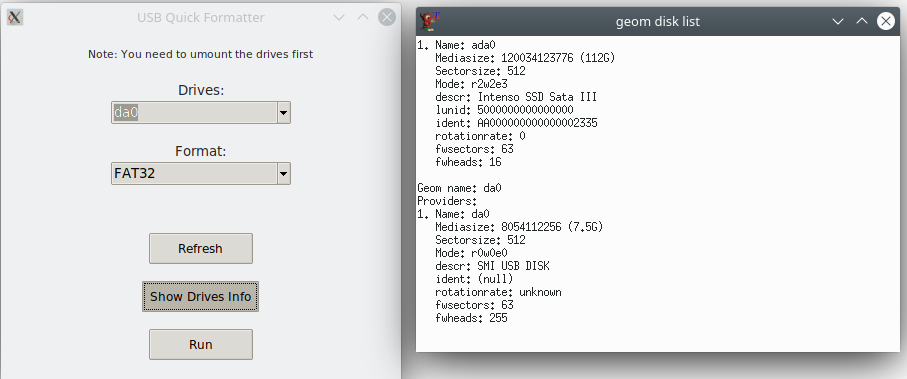 USB Quick Formatter
Note: You need to umount the drives first
Drives:
da0
Format:
FAT32
Refresh
Show Drives Info
Run
geom disk list
1. Name: ada0
Mediasize: 120034123776 (112G)
Sectorsize: 512
Mode: r2w2e3
descr: Intenso SSD Sata III
lunid: 5000000000000000
ident: AA000000000000002335
rotationrate: 0
fwsectors: 63
fwheads: 16
Geom name: da0
Providers:
1. Name: da0
Mediasize: 8054112256 (7.5G)
Sectorsize: 512
Mode: r0w0e0
descr: SMI USB DISK
ident: (null)
rotationrate: unknown
fwsectors: 63
fwheads: 255